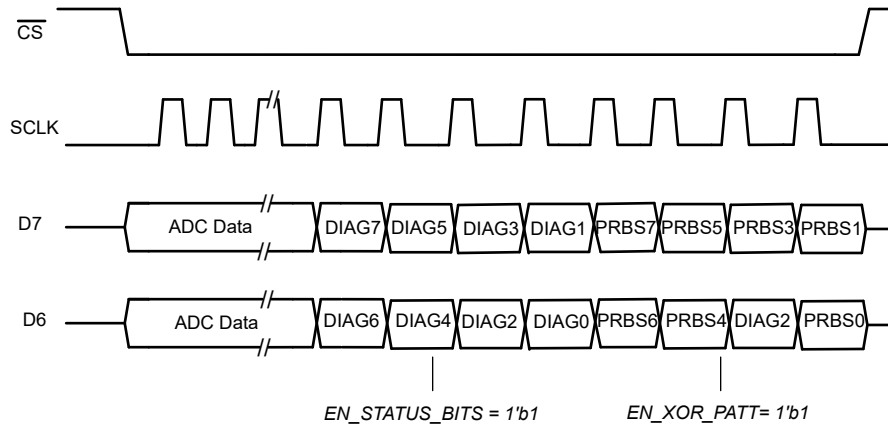 CS
SCLK
D7 ADC Data DIAG7 DIAG5 DIAG3 DIAG1 PRBS7 PRBS5 PRBS3 PRBS1
D6 ADC Data DIAG6 DIAG4 DIAG2 DIAG0 PRBS6 PRBS4 DIAG2 PRBS0
EN_STATUS_BITS = 1'b1 EN_XOR_PATT= 1'b1